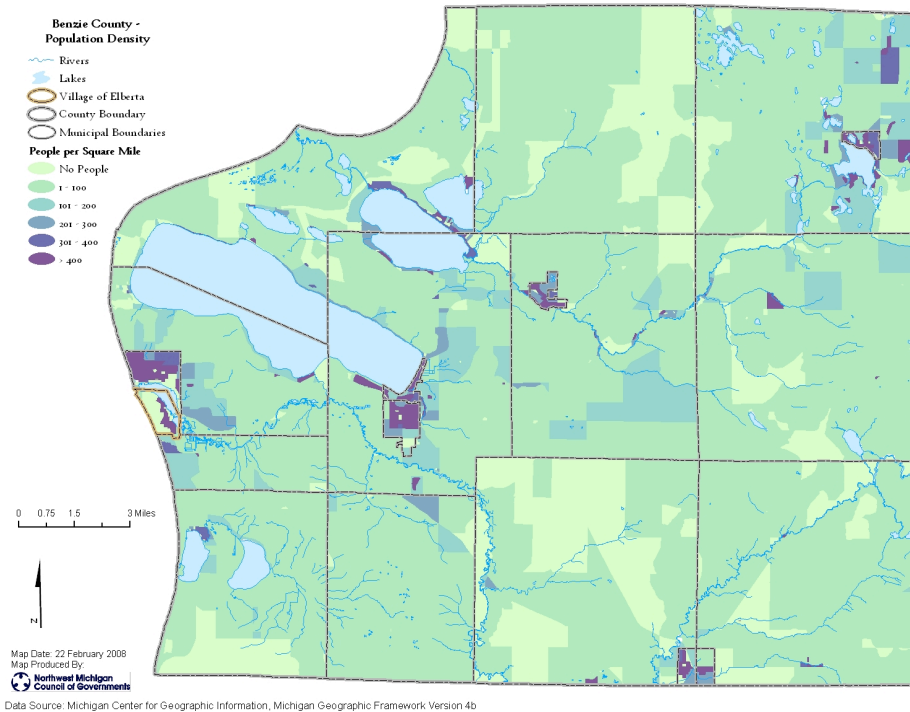 Benzie County -
Population Density
Rivers
Lakes
Village of Elberta
County Boundary
Municipal Boundaries
People per Square Mile
No People
1 - 100
101 - 200
201 - 300
301 - 400
> 400
0 0.75 1.5 3 Miles
N
Map Date: 22 February 2008
Map Produced By:
Northwest Michigan
Council of Governments
Data Source: Michigan Center for Geographic Information, Michigan Geographic Framework Version 4b